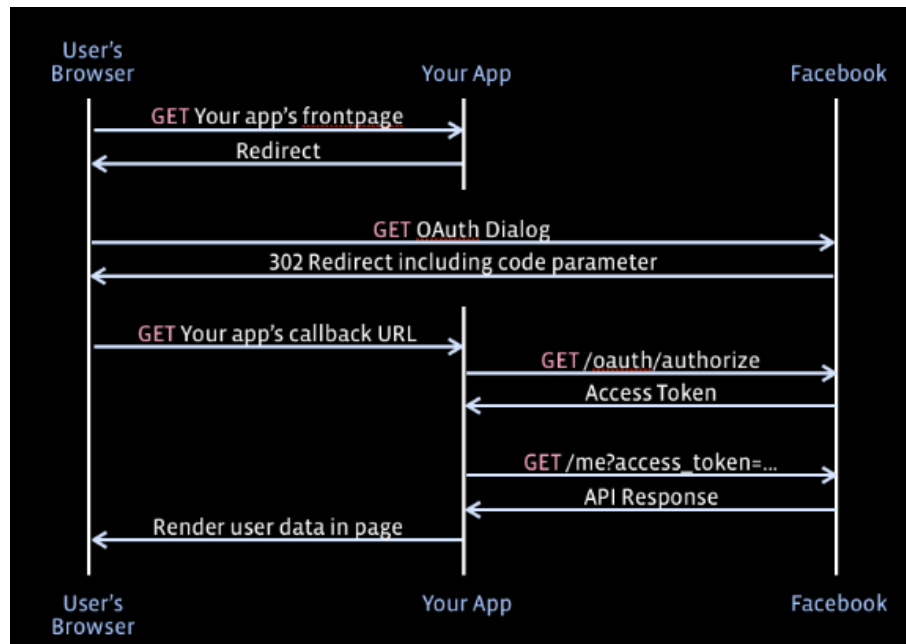 User's
Browser
Your App
Facebook
GET Your app's frontpage
Redirect
GET OAuth Dialog
302 Redirect including code parameter
GET Your app's callback URL
GET /oauth/authorize
Access Token
GET /me?access_token=...
API Response
Render user data in page
User's
Browser
Your App
Facebook